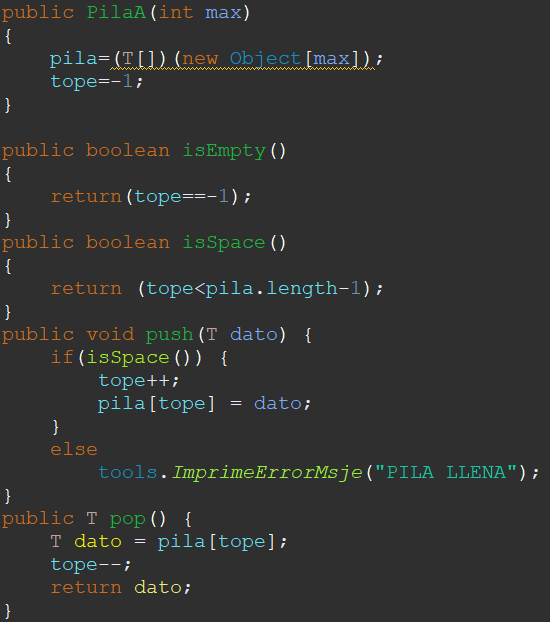 public PilaA(int max)
{
    pila=(T[])(new Object[max]);
    tope=-1;
}

public boolean isEmpty()
{
    return(tope==-1);
}
public boolean isSpace()
{
    return (tope<pila.length-1);
}
public void push(T dato) {
    if(isSpace()) {
        tope++;
        pila[tope] = dato;
    }
    else
        tools.ImprimeErrorMsje("PILA LLENA");
}
public T pop() {
    T dato = pila[tope];
    tope--;
    return dato;
}